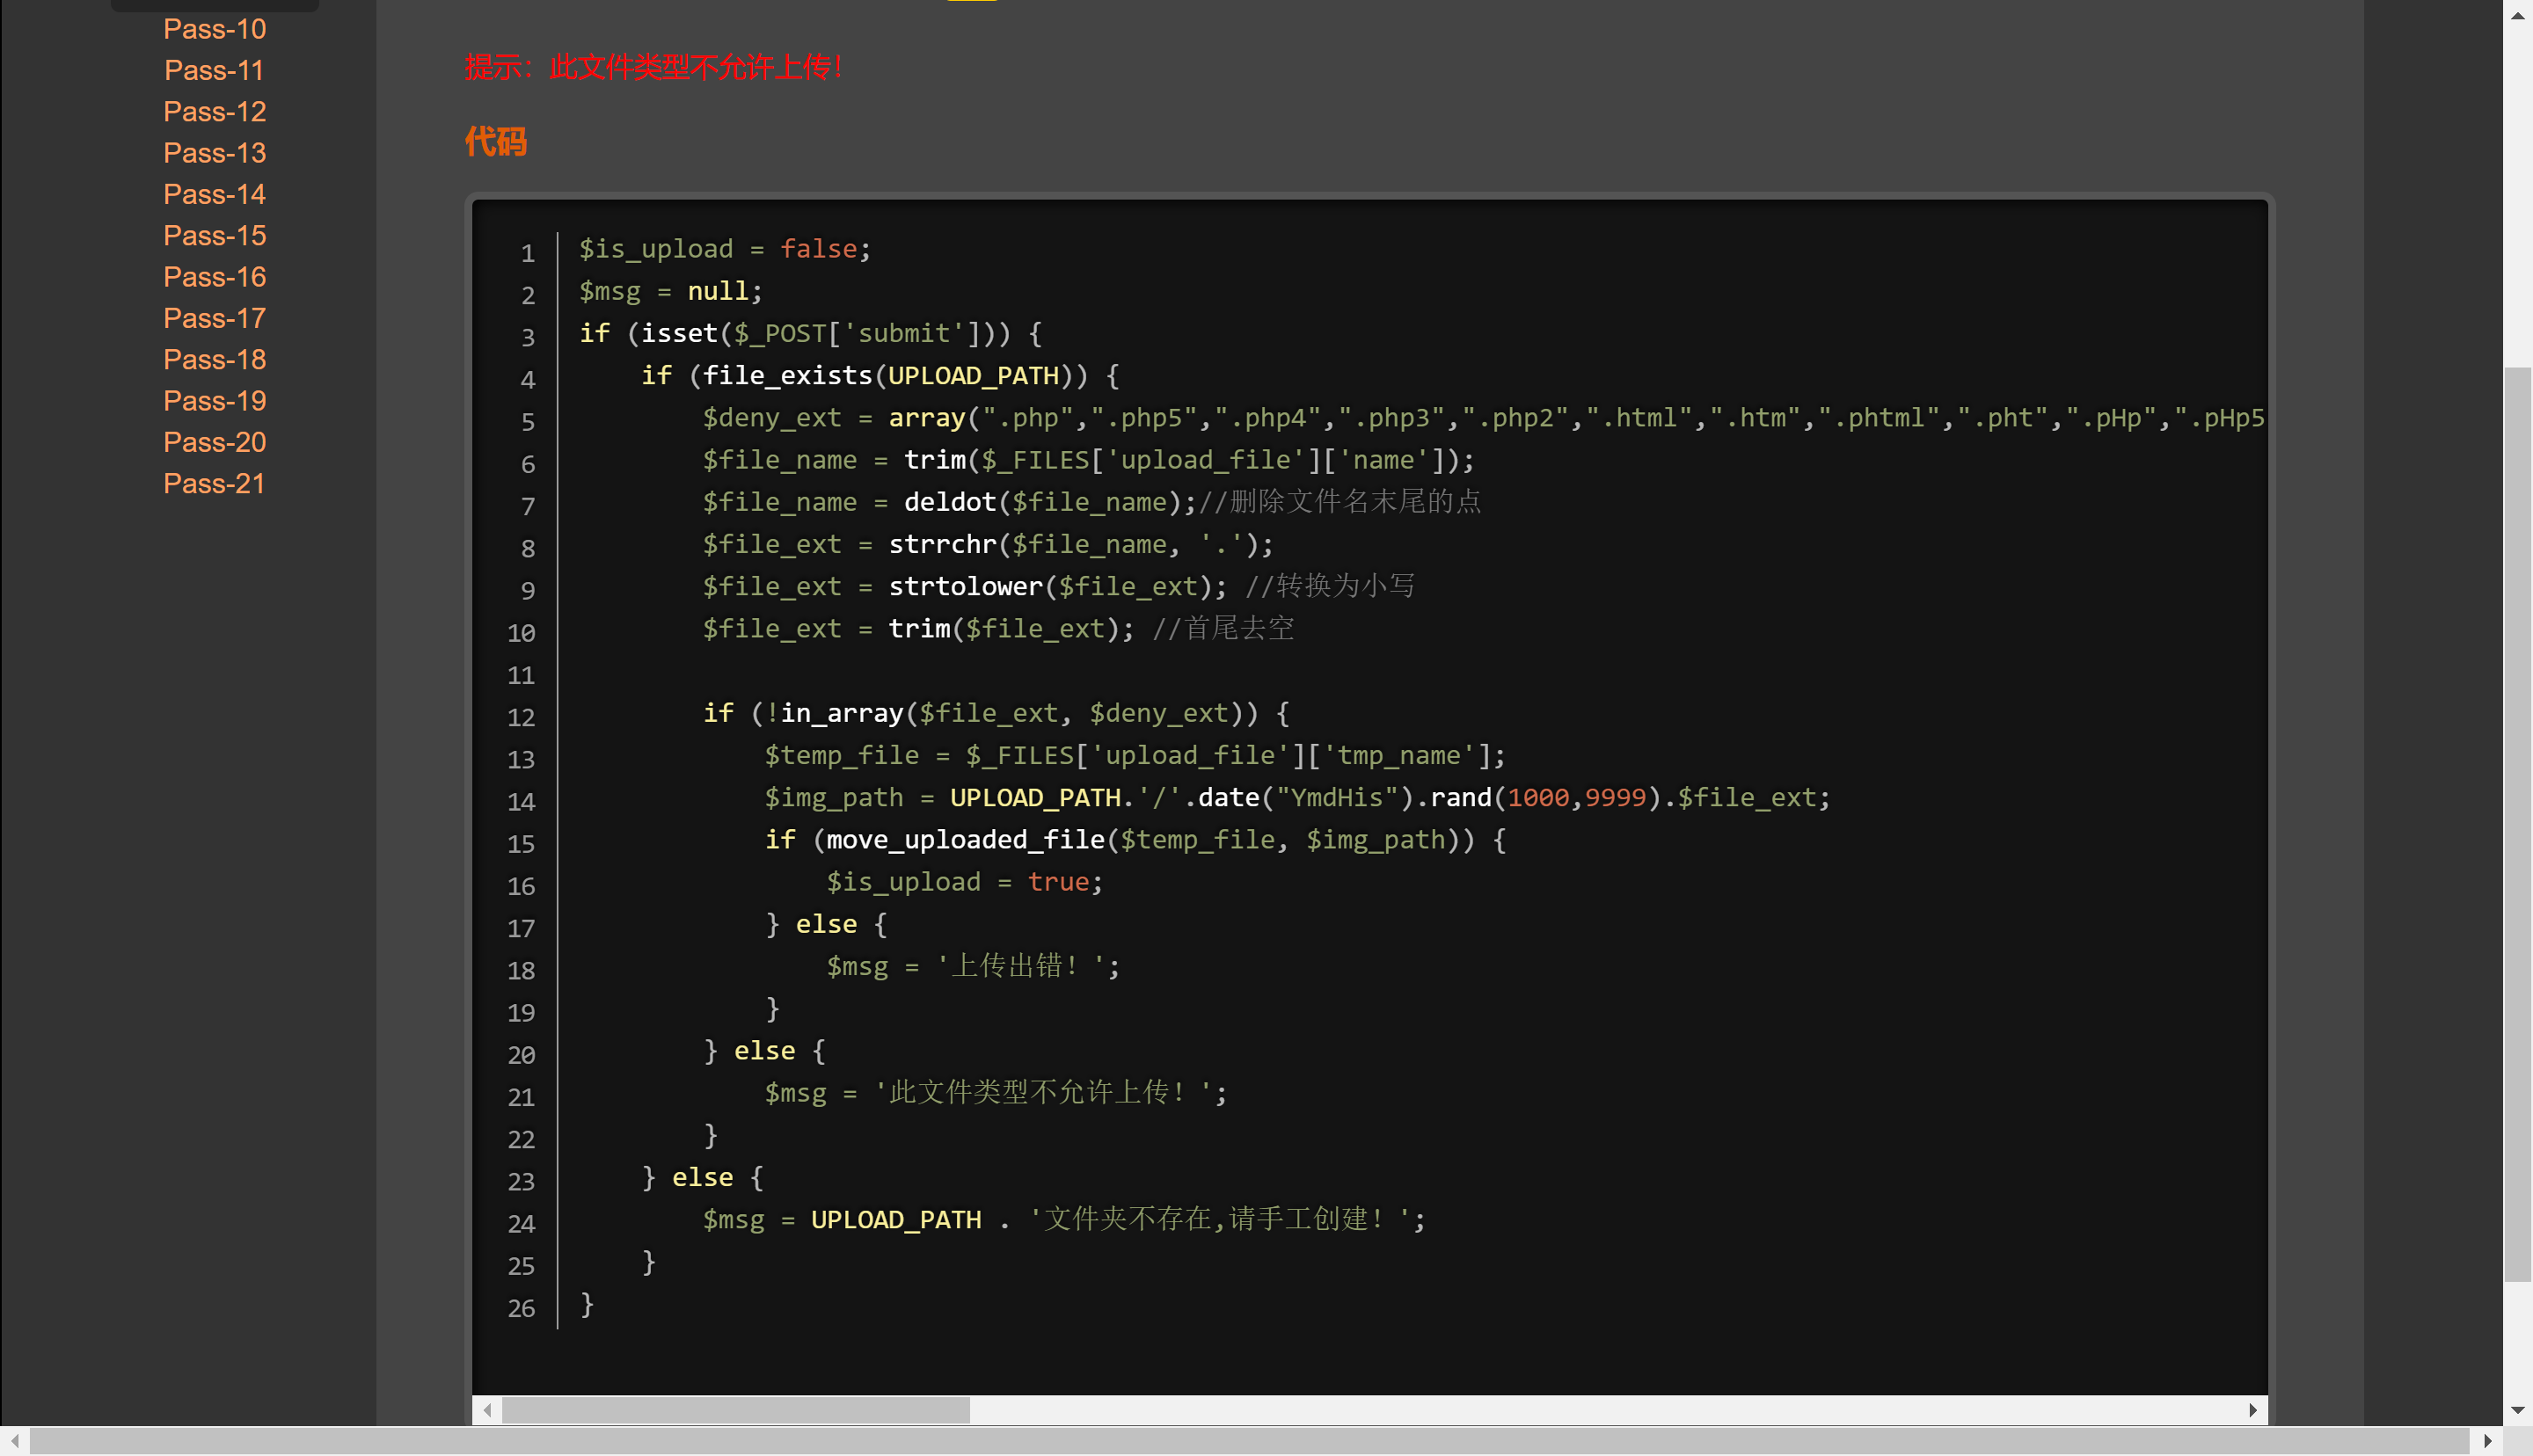 Pass-10
Pass-11
Pass-12
Pass-13
Pass-14
Pass-15
Pass-16
Pass-17
Pass-18
Pass-19
Pass-20
Pass-21
提示：此文件类型不允许上传！
代码
1 $is_upload = false;
2 $msg = null;
3 if (isset($_POST['submit'])) {
4     if (file_exists(UPLOAD_PATH)) {
5         $deny_ext = array(".php",".php5",".php4",".php3",".php2",".html",".htm",".phtml",".pht",".pHp",".pHp5
6         $file_name = trim($_FILES['upload_file']['name']);
7         $file_name = deldot($file_name);//删除文件名末尾的点
8         $file_ext = strrchr($file_name, '.');
9         $file_ext = strtolower($file_ext); //转换为小写
10         $file_ext = trim($file_ext); //首尾去空
11
12         if (!in_array($file_ext, $deny_ext)) {
13             $temp_file = $_FILES['upload_file']['tmp_name'];
14             $img_path = UPLOAD_PATH.'/'.date("YmdHis").rand(1000,9999).$file_ext;
15             if (move_uploaded_file($temp_file, $img_path)) {
16                 $is_upload = true;
17             } else {
18                 $msg = '上传出错！';
19             }
20         } else {
21             $msg = '此文件类型不允许上传！';
22         }
23     } else {
24         $msg = UPLOAD_PATH . '文件夹不存在,请手工创建！';
25     }
26 }